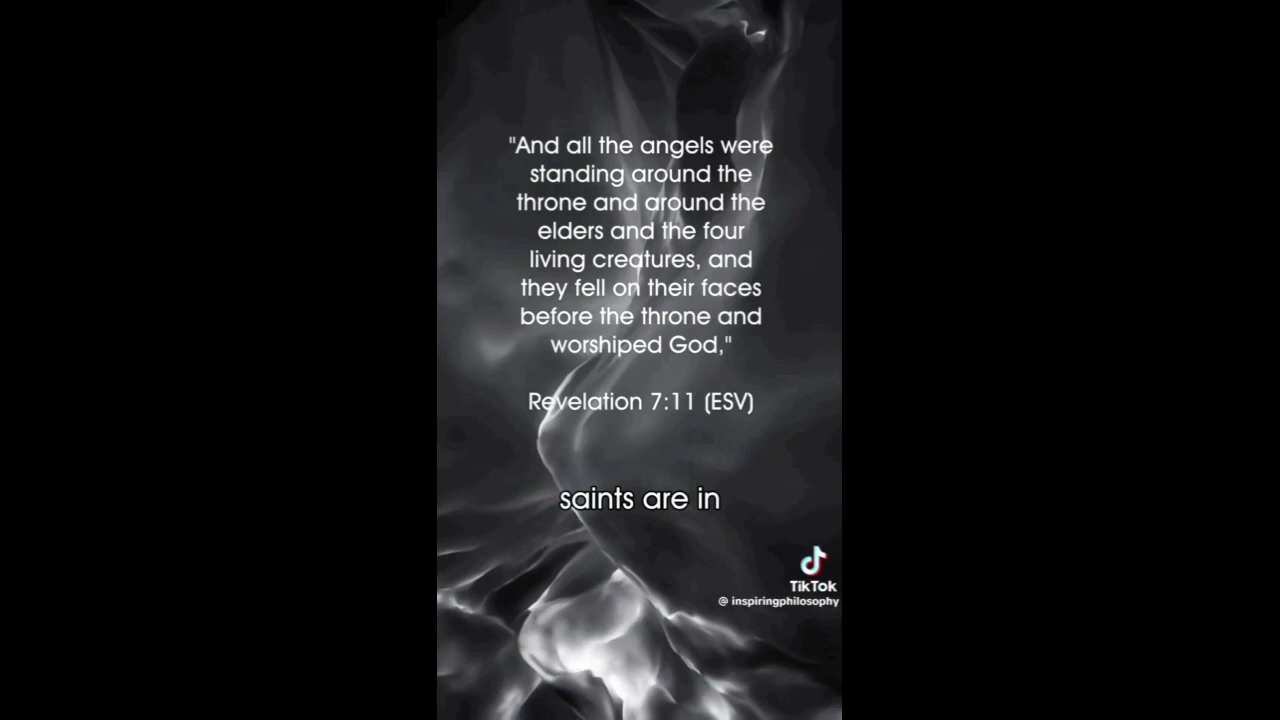 "And all the angels were
standing around the
throne and around the
elders and the four
living creatures, and
they fell on their faces
before the throne and
worshiped God,"
Revelation 7:11 (ESV)
saints are in
TikTok
@ inspiringphilosophy